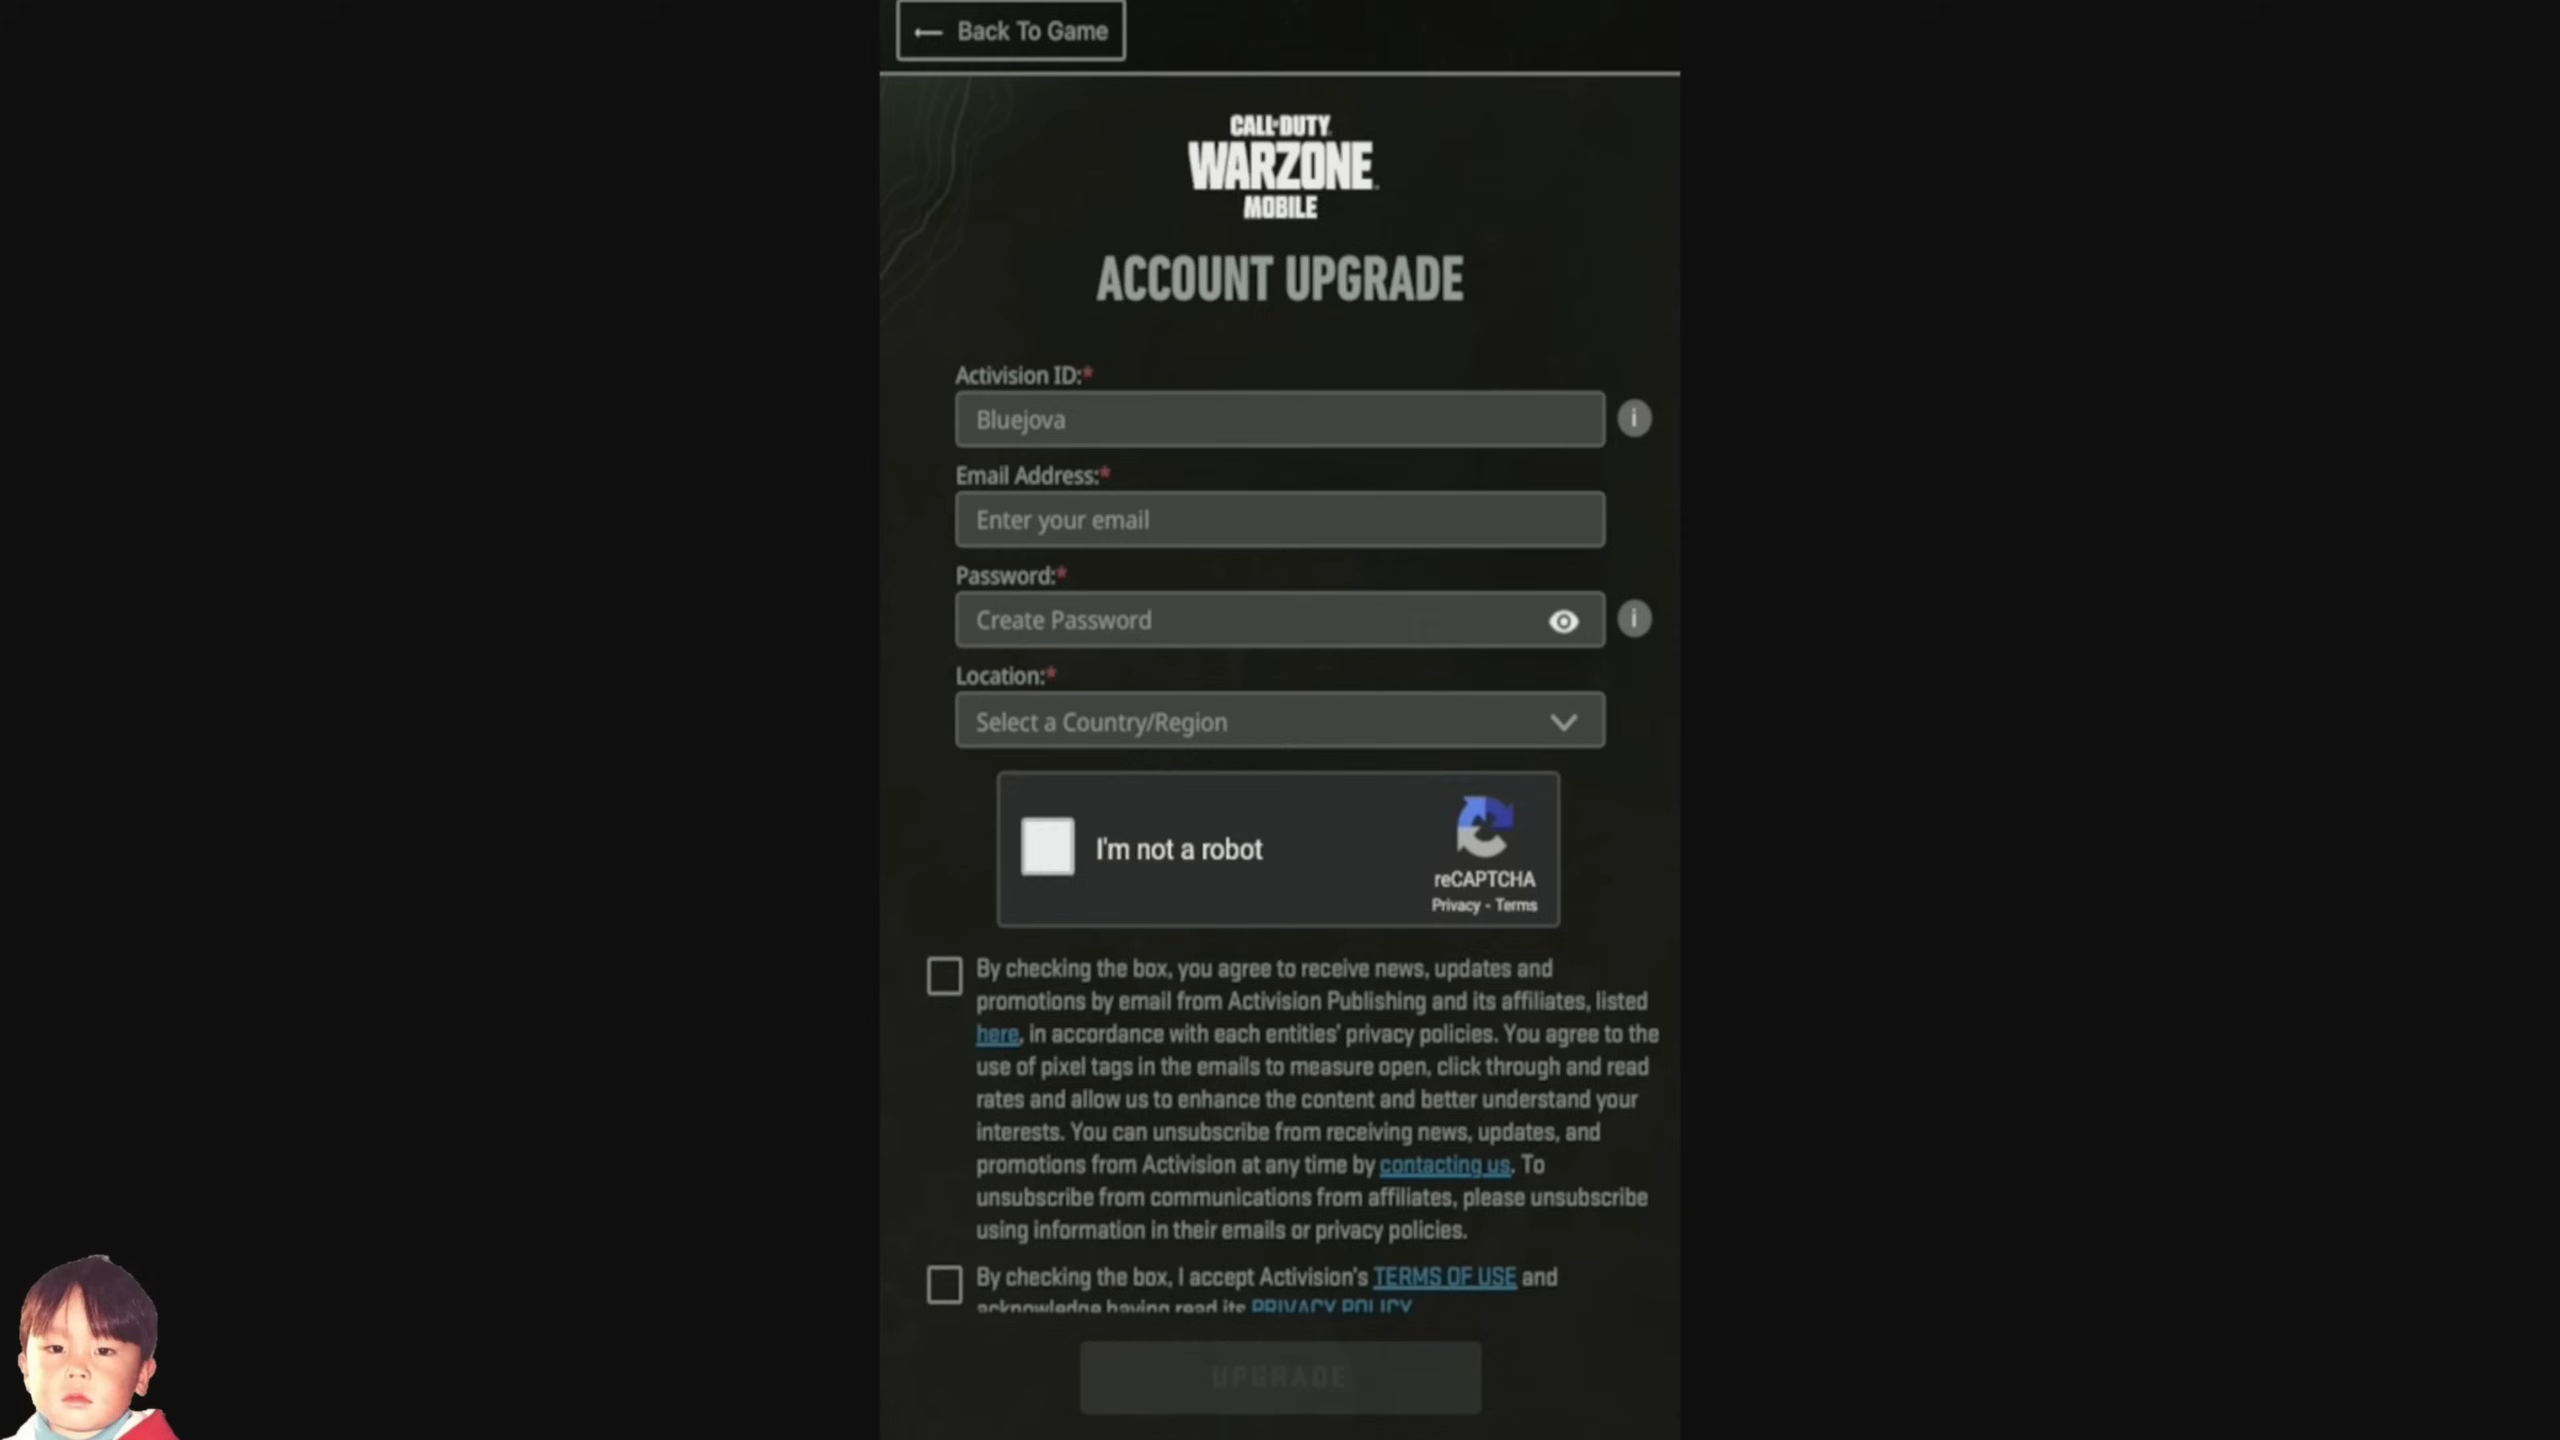 Back To Game
CALL OF DUTY
WARZONE
MOBILE
ACCOUNT UPGRADE
Activision ID:*
Bluejova
Email Address:*
Enter your email
Password:*
Create Password
Location:*
Select a Country/Region
I'm not a robot
reCAPTCHA
Privacy - Terms
By checking the box, you agree to receive news, updates and
promotions by email from Activision Publishing and its affiliates, listed
here, in accordance with each entities' privacy policies. You agree to the
use of pixel tags in the emails to measure open, click through and read
rates and allow us to enhance the content and better understand your
interests. You can unsubscribe from receiving news, updates, and
promotions from Activision at any time by contacting us. To
unsubscribe from communications from affiliates, please unsubscribe
using information in their emails or privacy policies.
By checking the box, I accept Activision's TERMS OF USE and
acknowledge having read its PRIVACY POLICY
UPGRADE